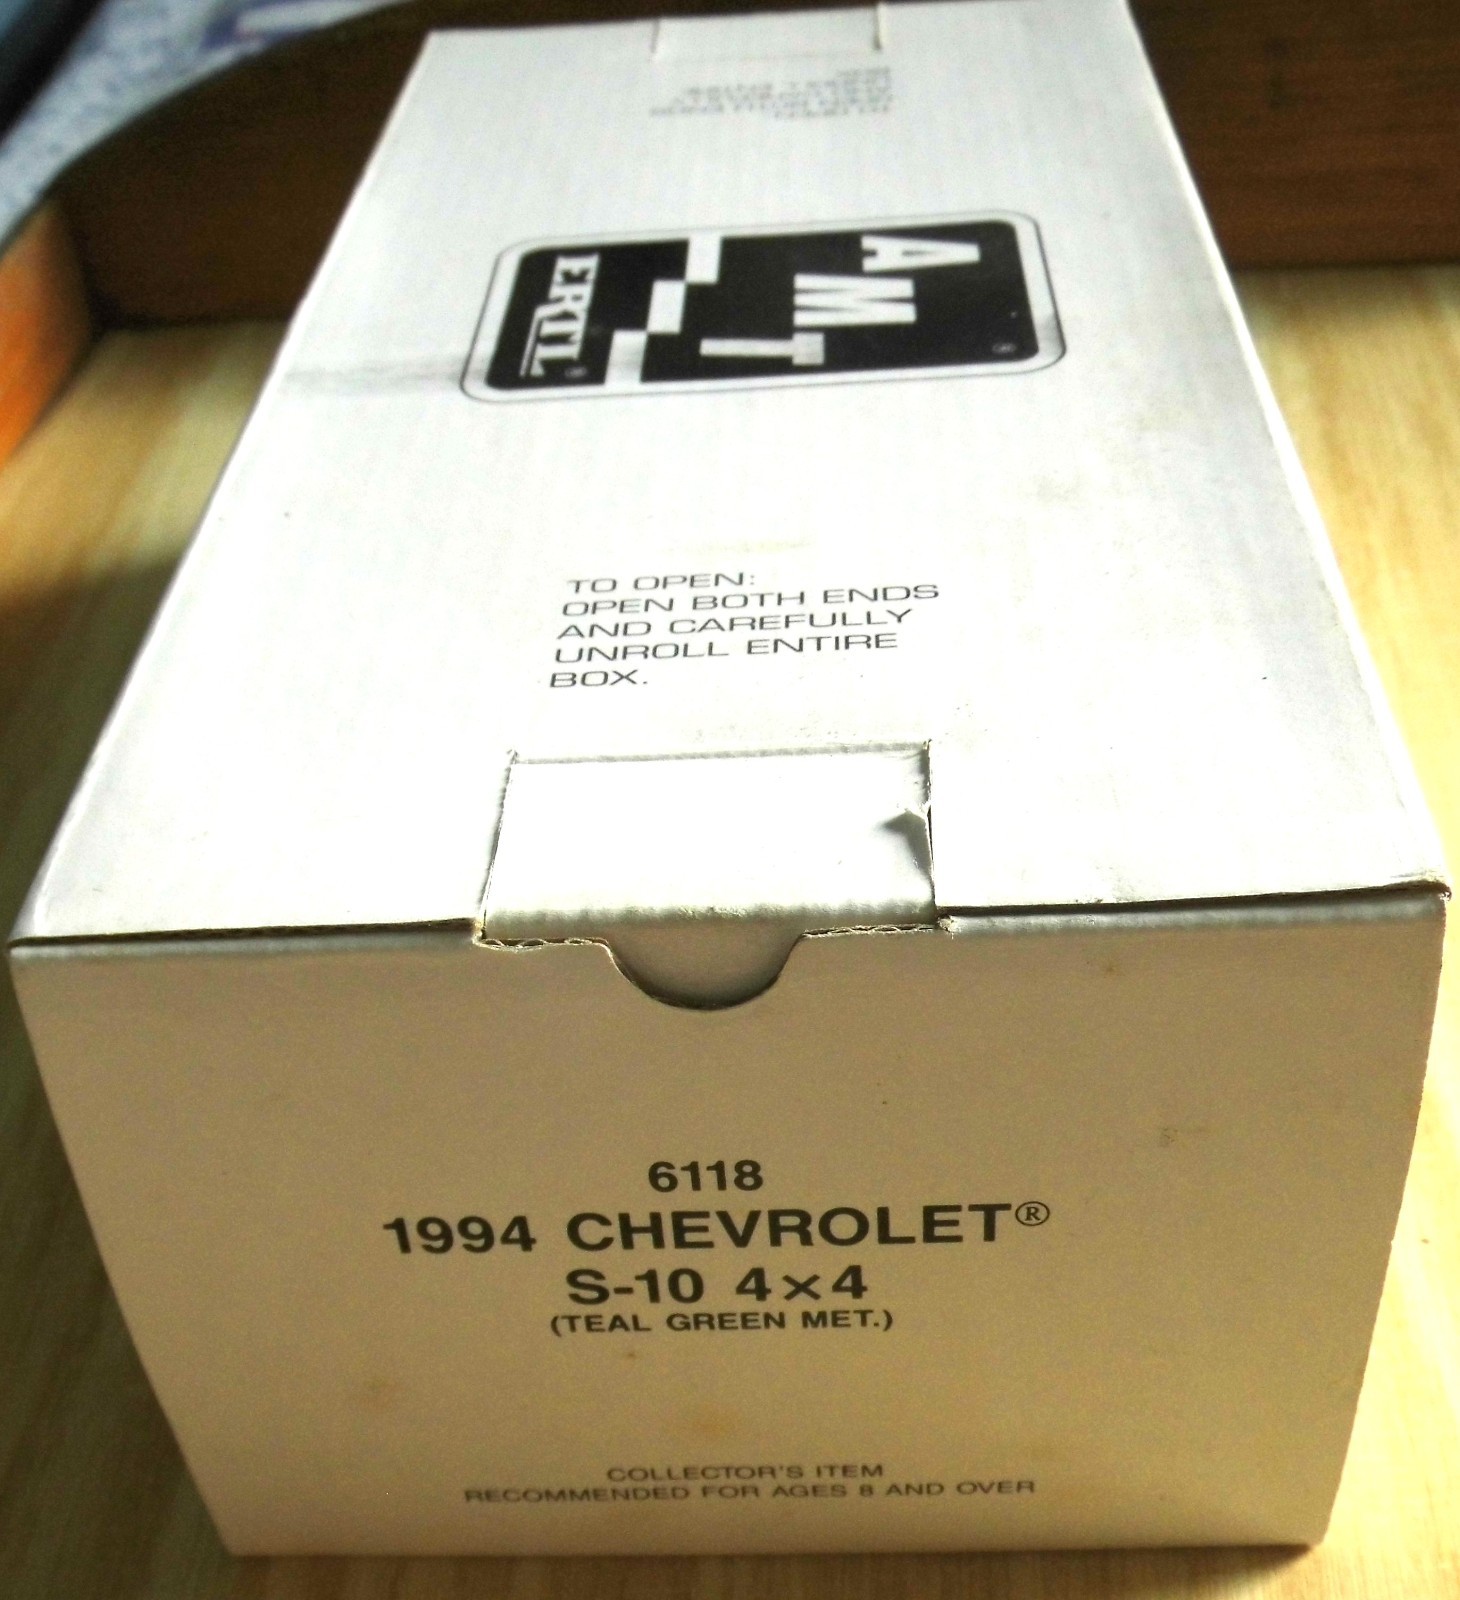 AMT
®
ERTL
®
TO OPEN:
OPEN BOTH ENDS
AND CAREFULLY
UNROLL ENTIRE
BOX.
6118
1994 CHEVROLET®
S-10 4×4
(TEAL GREEN MET.)
COLLECTOR'S ITEM
RECOMMENDED FOR AGES 8 AND OVER